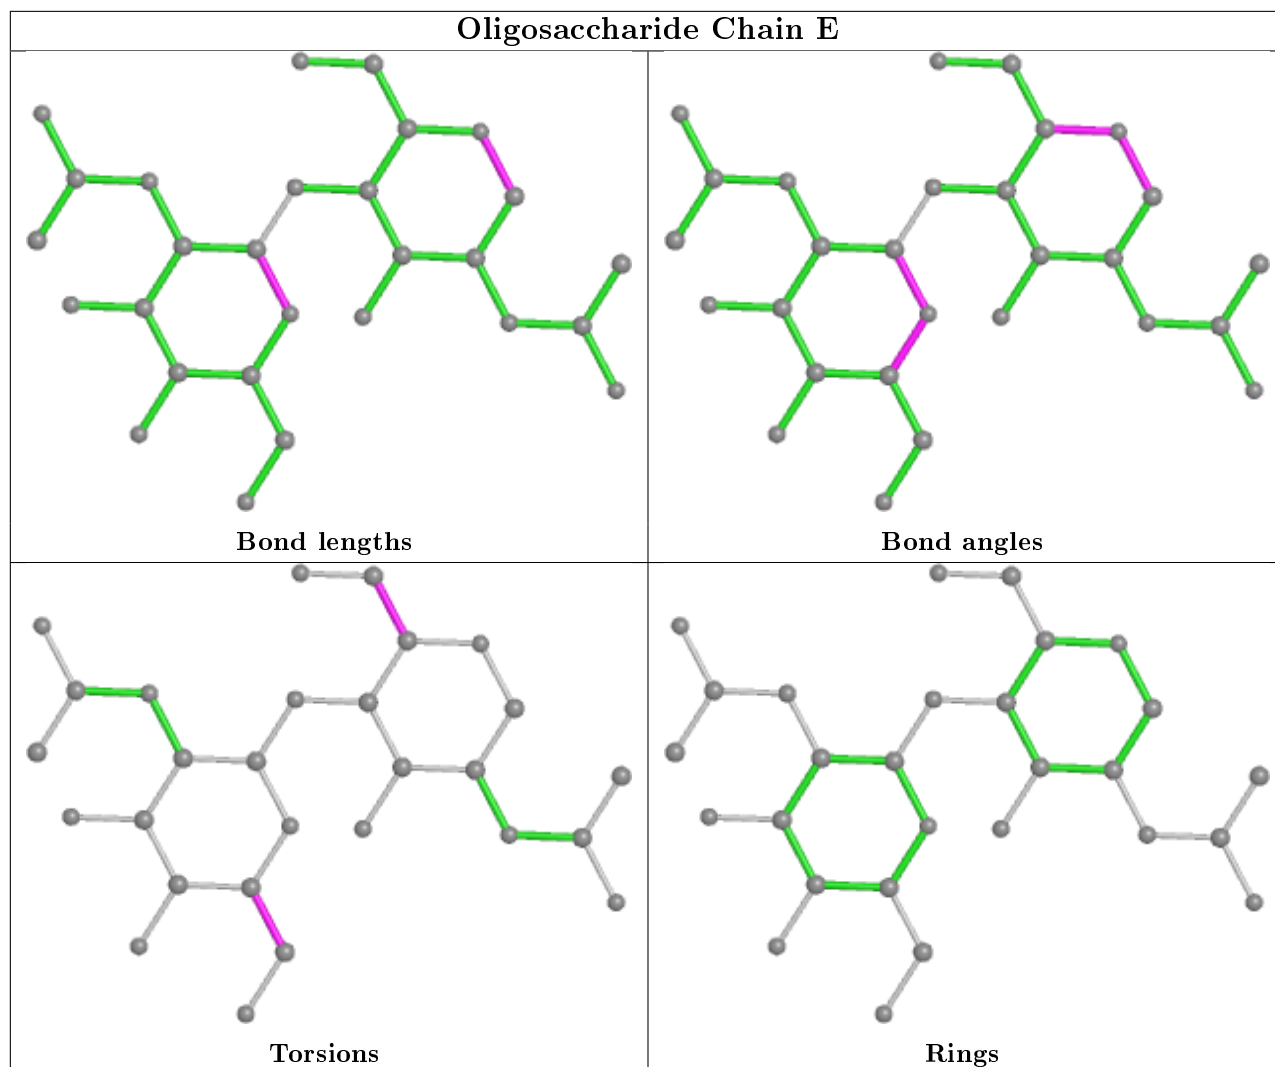 Oligosaccharide Chain E
Bond lengths
Bond angles
Torsions
Rings